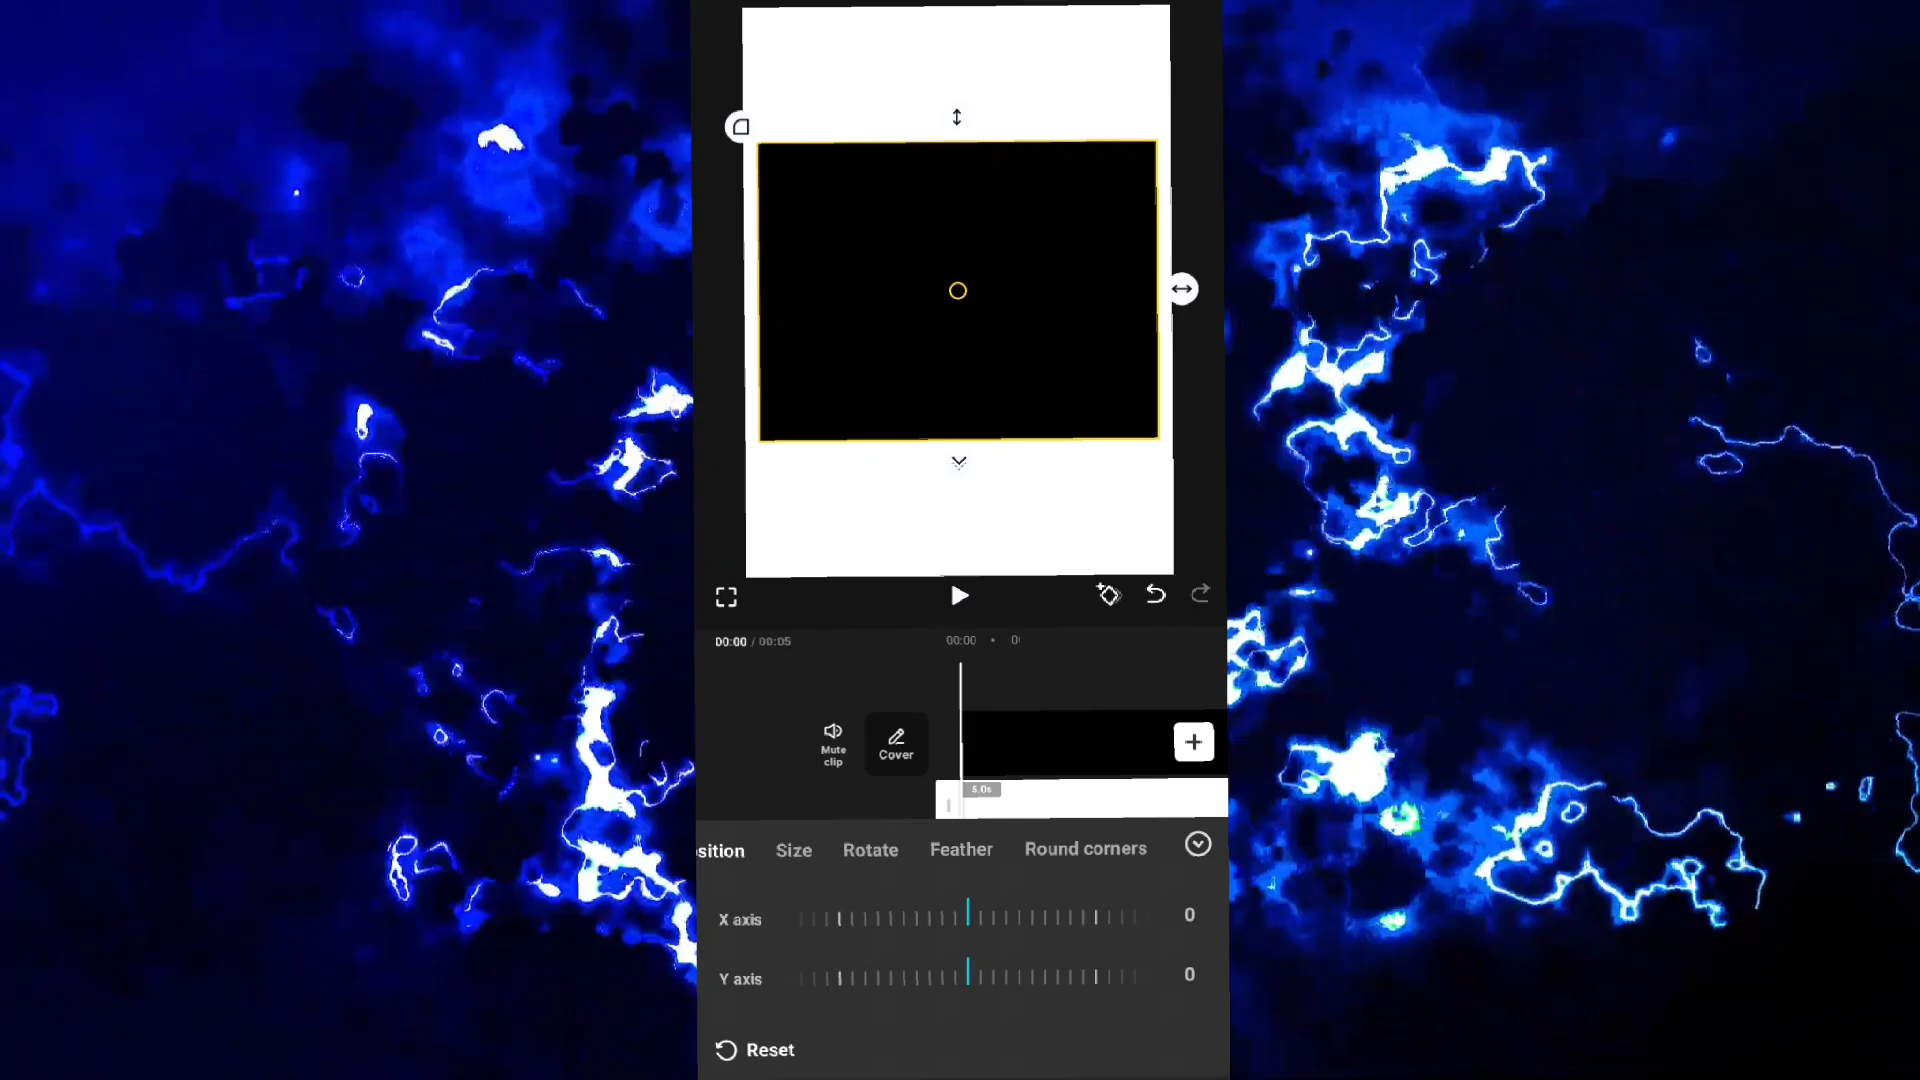 00:00 / 00:05
00:00
Mute
clip
Cover
5.0s
sition
Size
Rotate
Feather
Round corners
X axis
0
Y axis
0
Reset